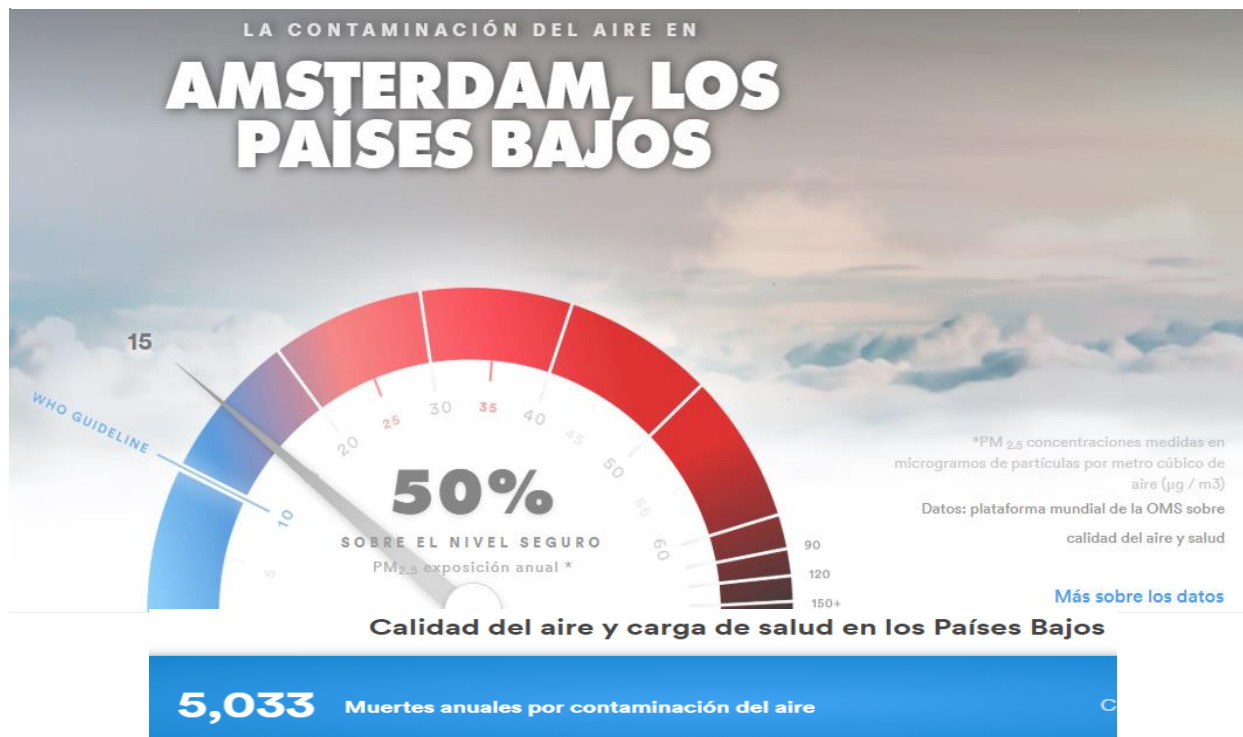 LA CONTAMINACIÓN DEL AIRE EN
AMSTERDAM, LOS
PAÍSES BAJOS
15
WHO GUIDELINE
5
10
20
25
30
35
40
45
50
55
60
90
120
150+
50%
SOBRE EL NIVEL SEGURO
PM2.5 exposición anual *
*PM 2.5 concentraciones medidas en
microgramos de partículas por metro cúbico de
aire (µg / m3)
Datos: plataforma mundial de la OMS sobre
calidad del aire y salud
Más sobre los datos
Calidad del aire y carga de salud en los Países Bajos
5,033 Muertes anuales por contaminación del aire
C